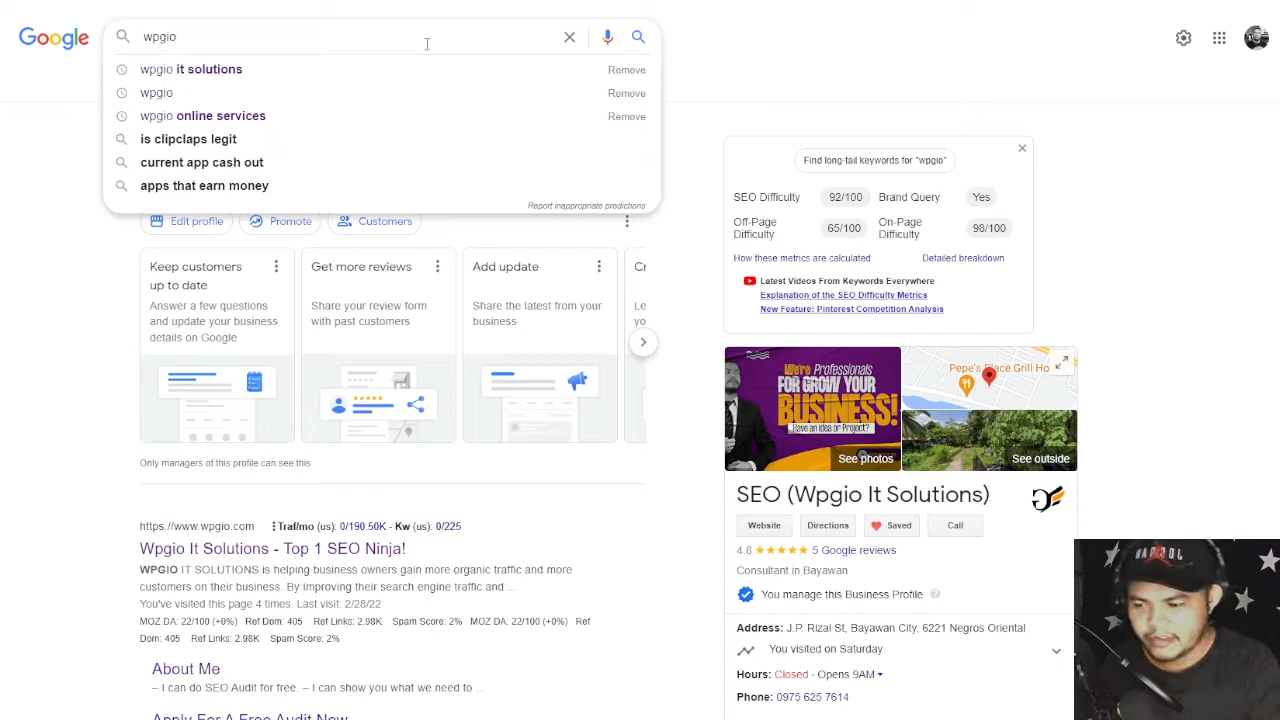 Google
wpgio
wpgio it solutions
Remove
wpgio
Remove
wpgio online services
Remove
is clipclaps legit
current app cash out
apps that earn money
Report inappropriate predictions
Edit profile
Promote
Customers
Keep customers
up to date
Answer a few questions
and update your business
details on Google
Get more reviews
Share your review form
with past customers
Add update
Share the latest from your
business
Only managers of this profile can see this
https://www.wpgio.com
Traf/mo (us): 0/190.50K - Kw (us): 0/225
Wpgio It Solutions - Top 1 SEO Ninja!
WPGIO IT SOLUTIONS is helping business owners gain more organic traffic and more
customers on their business. By improving their search engine traffic and ...
You've visited this page 4 times. Last visit: 2/28/22
MOZ DA: 22/100 (+0%) Ref Dom: 405 Ref Links: 2.98K Spam Score: 2% MOZ DA: 22/100 (+0%) Ref
Dom: 405 Ref Links: 2.98K Spam Score: 2%
About Me
– I can do SEO Audit for free. – I can show you what we need to ...
Apply For A Free Audit Now
Find long-tail keywords for "wpgio"
SEO Difficulty 92/100 Brand Query Yes
Off-Page
Difficulty
65/100
On-Page
Difficulty
98/100
How these metrics are calculated
Detailed breakdown
Latest Videos From Keywords Everywhere
Explanation of the SEO Difficulty Metrics
New Feature: Pinterest Competition Analysis
We're Professionals
FOR GROW YOUR
BUSINESS!
Have an idea or Project?
See photos
Pepe's Place Grill Ho
See outside
SEO (Wpgio It Solutions)
Website
Directions
Saved
Call
4.8
5 Google reviews
Consultant in Bayawan
You manage this Business Profile
Address: J.P. Rizal St, Bayawan City, 6221 Negros Oriental
You visited on Saturday
Hours: Closed · Opens 9AM
Phone: 0975 625 7614